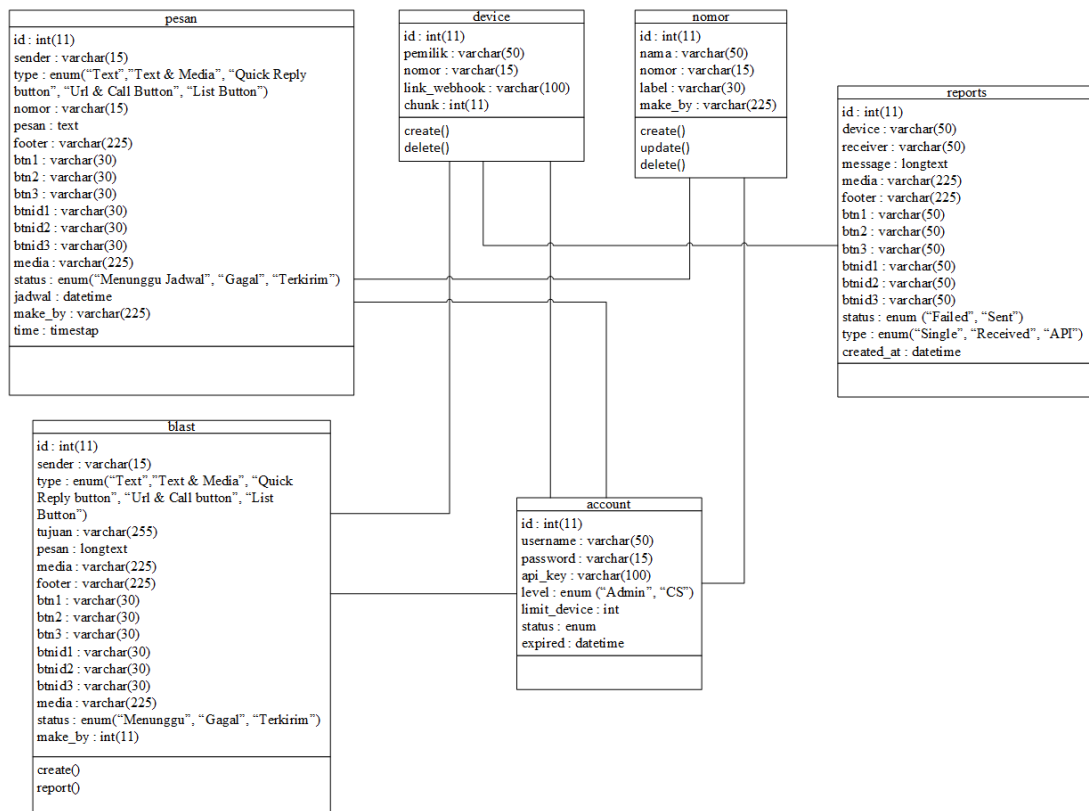 pesan
id : int(11)
sender : varchar(15)
type : enum(“Text”,”Text & Media”, “Quick Reply
button”, “Url & Call Button”, “List Button”)
nomor : varchar(15)
pesan : text
footer : varchar(225)
btn1 : varchar(30)
btn2 : varchar(30)
btn3 : varchar(30)
btnid1 : varchar(30)
btnid2 : varchar(30)
btnid3 : varchar(30)
media : varchar(225)
status : enum(“Menunggu Jadwal”, “Gagal”, “Terkirim”)
jadwal : datetime
make_by : varchar(225)
time : timestap
device
id : int(11)
pemilik : varchar(50)
nomor : varchar(15)
link_webhook : varchar(100)
chunk : int(11)
create()
delete()
nomor
id : int(11)
nama : varchar(50)
nomor : varchar(15)
label : varchar(30)
make_by : varchar(225)
create()
update()
delete()
reports
id : int(11)
device : varchar(50)
receiver : varchar(50)
message : longtext
media : varchar(225)
footer : varchar(225)
btn1 : varchar(50)
btn2 : varchar(50)
btn3 : varchar(50)
btnid1 : varchar(50)
btnid2 : varchar(50)
btnid3 : varchar(50)
status : enum (“Failed”, “Sent”)
type : enum(“Single”, “Received”, “API”)
created_at : datetime
blast
id : int(11)
sender : varchar(15)
type : enum(“Text”,”Text & Media”, “Quick
Reply button”, “Url & Call button”, “List
Button”)
tujuan : varchar(255)
pesan : longtext
media : varchar(225)
footer : varchar(225)
btn1 : varchar(30)
btn2 : varchar(30)
btn3 : varchar(30)
btnid1 : varchar(30)
btnid2 : varchar(30)
btnid3 : varchar(30)
media : varchar(225)
status : enum(“Menunggu”, “Gagal”, “Terkirim”)
make_by : int(11)
create()
report()
account
id : int(11)
username : varchar(50)
password : varchar(15)
api_key : varchar(100)
level : enum (“Admin”, “CS”)
limit_device : int
status : enum
expired : datetime